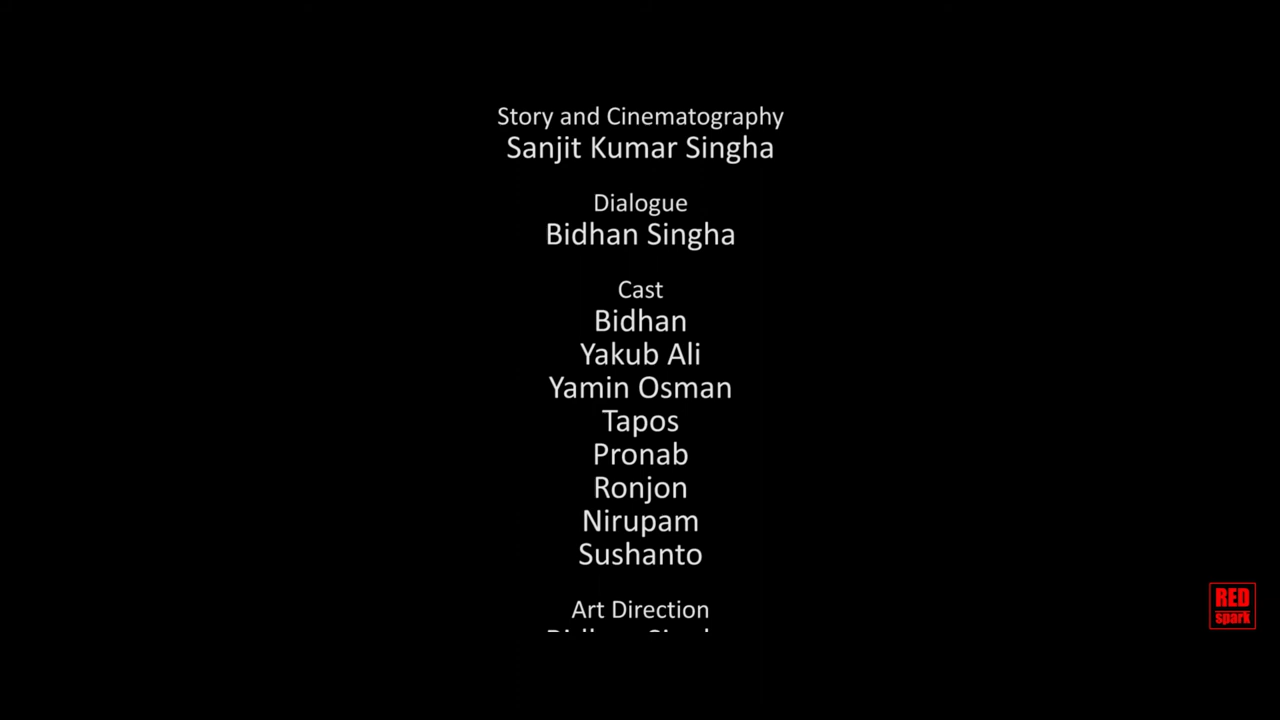 Story and Cinematography
Sanjit Kumar Singha
Dialogue
Bidhan Singha
Cast
Bidhan
Yakub Ali
Yamin Osman
Tapos
Pronab
Ronjon
Nirupam
Sushanto
Art Direction
RED
spark